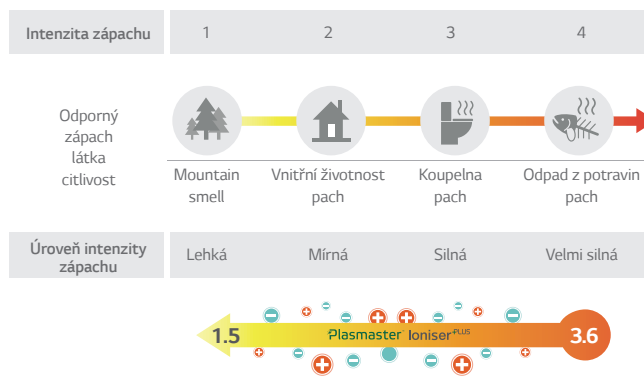 Intenzita zápachu 1 2 3 4
Odporný
zápach
látka
citlivost
Mountain
smell
Vnitřní životnost
pach
Koupelna
pach
Odpad z potravin
pach
Úroveň intenzity
zápachu
Lehká Mírná Silná Velmi silná
1.5 Plasmaster Ioniser PLUS 3.6